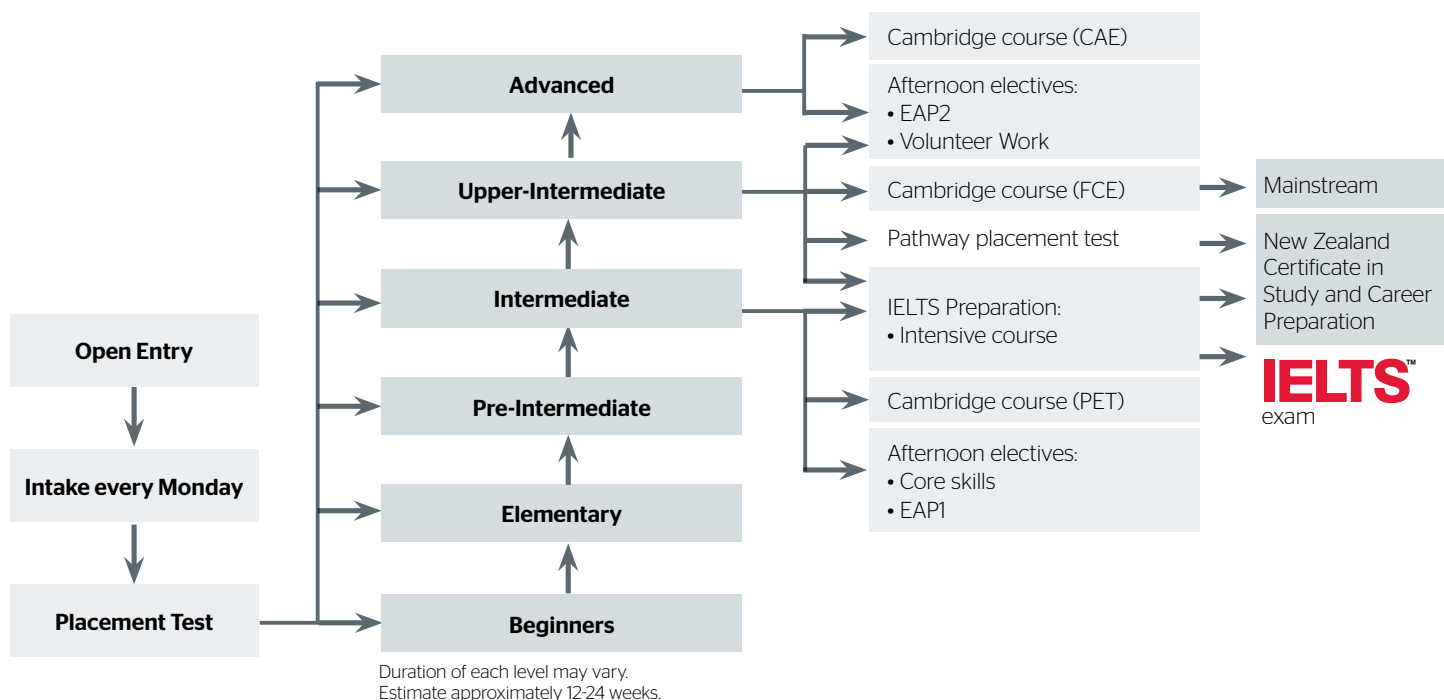 Open Entry
Intake every Monday
Placement Test
Advanced
Upper-Intermediate
Intermediate
Pre-Intermediate
Elementary
Beginners
Duration of each level may vary.
Estimate approximately 12-24 weeks.
Cambridge course (CAE)
Afternoon electives:
• EAP2
• Volunteer Work
Cambridge course (FCE)
Pathway placement test
IELTS Preparation:
• Intensive course
Cambridge course (PET)
Afternoon electives:
• Core skills
• EAP1
Mainstream
New Zealand
Certificate in
Study and Career
Preparation
IELTS™
exam